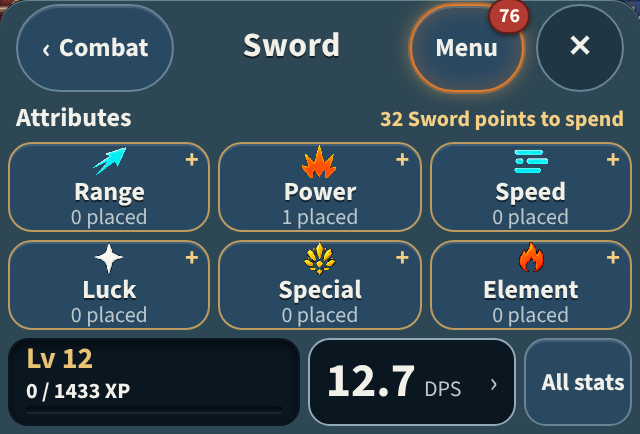 ‹ Combat
Sword
Menu
76
✕
Attributes
32 Sword points to spend
+
Range
0 placed
+
Power
1 placed
+
Speed
0 placed
+
Luck
0 placed
+
Special
0 placed
+
Element
0 placed
Lv 12
0 / 1433 XP
12.7 DPS ›
All stats